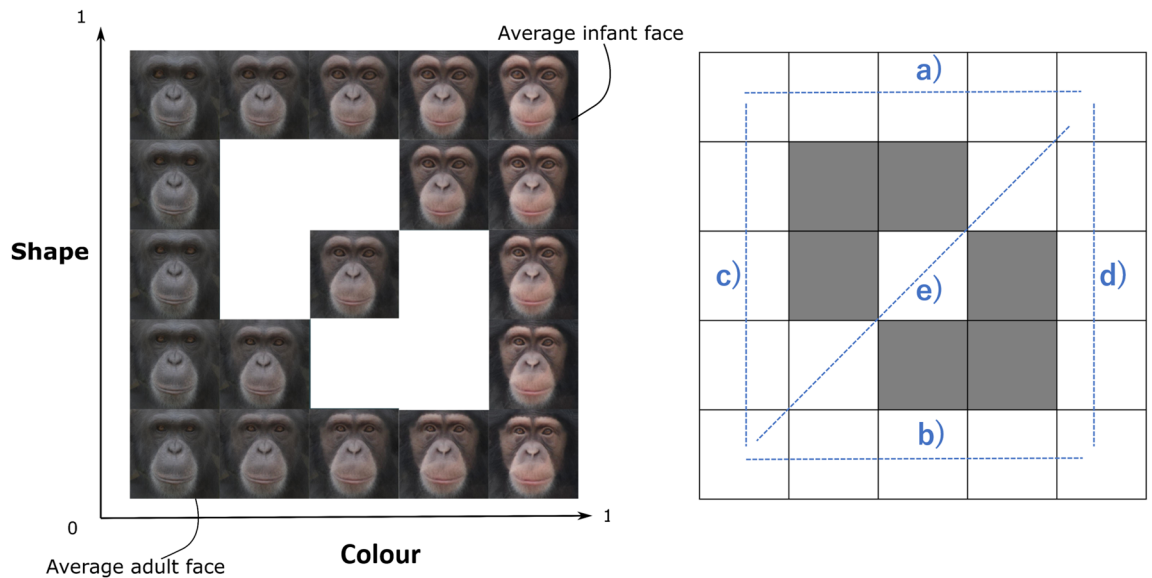 1
Average infant face
Shape
0
1
Colour
Average adult face
a)
c)
e)
d)
b)